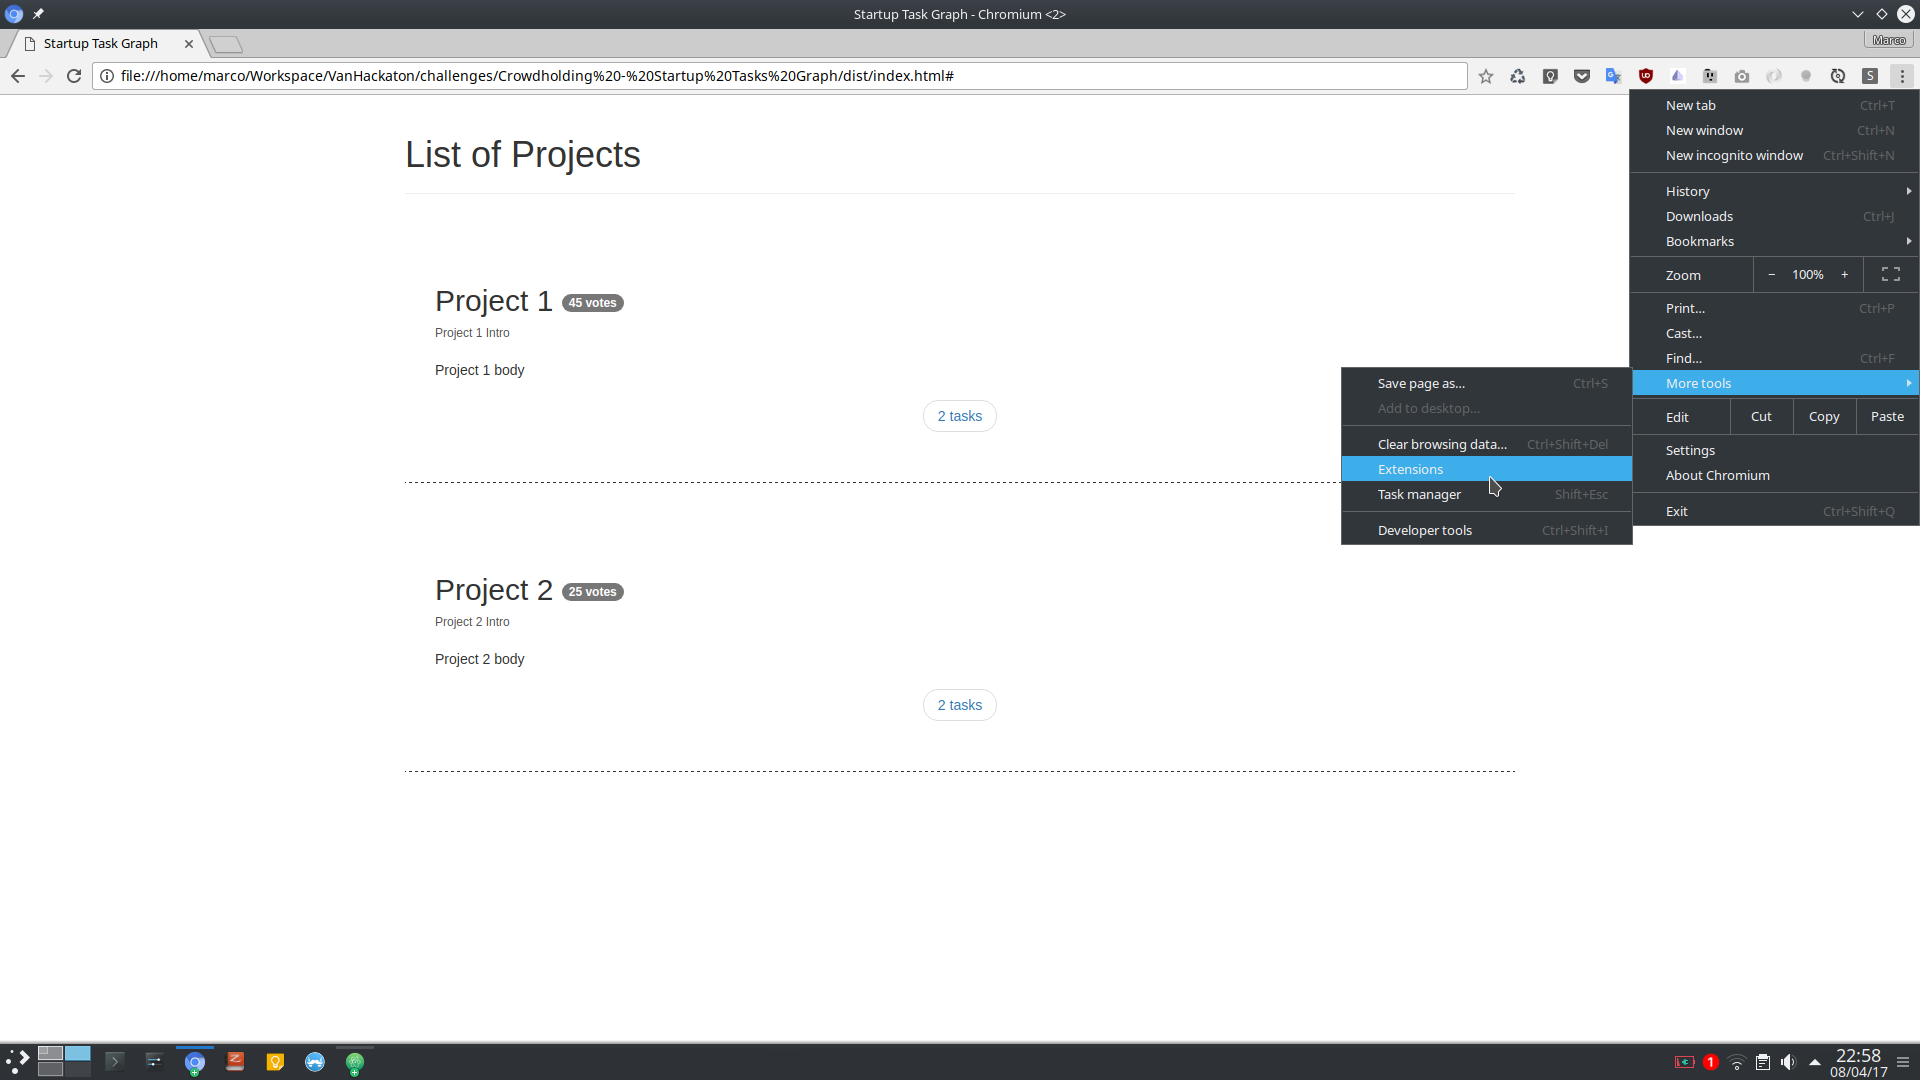 Startup Task Graph - Chromium <2>
Startup Task Graph
Marco
file:///home/marco/Workspace/VanHackaton/challenges/Crowdholding%20-%20Startup%20Tasks%20Graph/dist/index.html#
S
List of Projects
Project 1 45 votes
Project 1 Intro
Project 1 body
2 tasks
Project 2 25 votes
Project 2 Intro
Project 2 body
2 tasks
New tab Ctrl+T
New window Ctrl+N
New incognito window Ctrl+Shift+N
History
Downloads Ctrl+J
Bookmarks
Zoom − 100% +
Print... Ctrl+P
Cast...
Find... Ctrl+F
More tools
Edit Cut Copy Paste
Settings
About Chromium
Exit Ctrl+Shift+Q
Save page as... Ctrl+S
Add to desktop...
Clear browsing data... Ctrl+Shift+Del
Extensions
Task manager Shift+Esc
Developer tools Ctrl+Shift+I
1
22:58
08/04/17